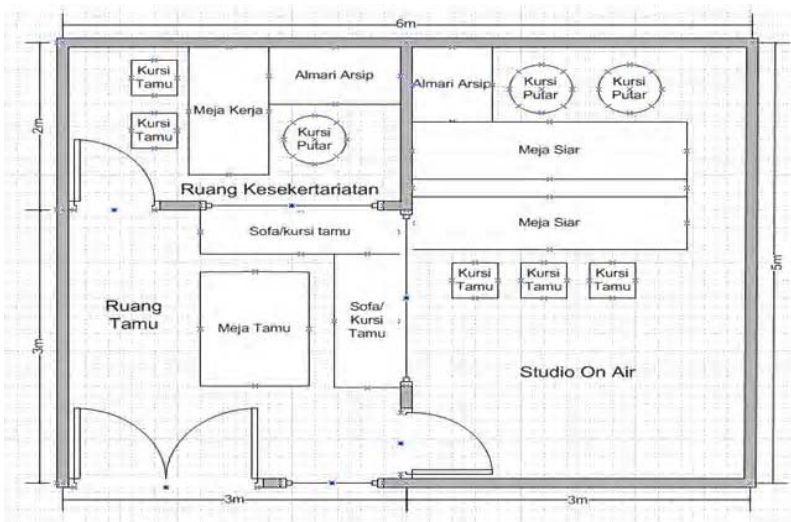 6m
Kursi
Tamu
Meja Kerja
Almari Arsip
Almari Arsip
Kursi
Putar
Kursi
Putar
2m
Kursi
Tamu
Kursi
Putar
Meja Siar
Ruang Kesekertariatan
Sofa/kursi tamu
Meja Siar
5m
Kursi
Tamu
Kursi
Tamu
Kursi
Tamu
Ruang
Tamu
Meja Tamu
Sofa/
Kursi
Tamu
3m
Studio On Air
3m
3m